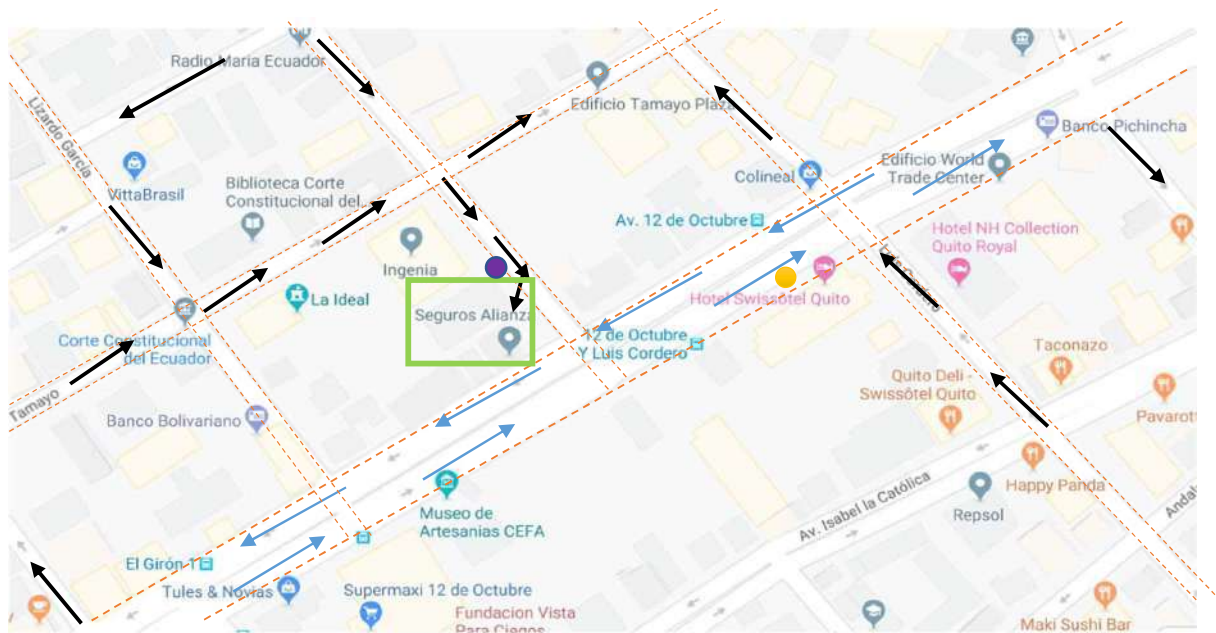 Radio Maria Ecuador
Lizardo García
Edificio Tamayo Plaza
Banco Pichincha
VittaBrasil
Biblioteca Corte
Constitucional del...
Colineal
Edificio World
Trade Center
Av. 12 de Octubre
Hotel NH Collection
Quito Royal
Ingenia
La Ideal
Hotel Swissôtel Quito
Seguros Alianza
Corte Constitucional
del Ecuador
12 de Octubre
Y Luis Cordero
Taconazo
Tamayo
Quito Deli -
Swissôtel Quito
Banco Bolivariano
Pavarott
Av. Isabel la Católica
Happy Panda
Repsol
Andal
Museo de
Artesanias CEFA
El Girón 1
Tules & Novias
Supermaxi 12 de Octubre
Fundacion Vista
Para Ciegos
Maki Sushi Bar